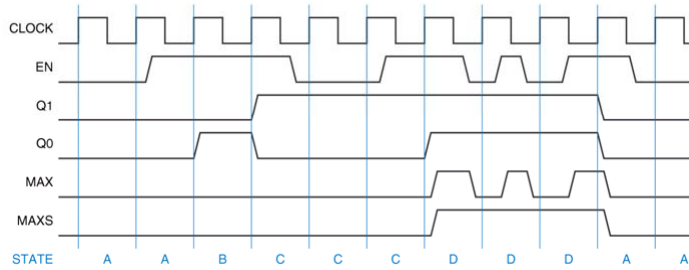 CLOCK
EN
Q1
Q0
MAX
MAXS
STATE A A B C C C D D D A A